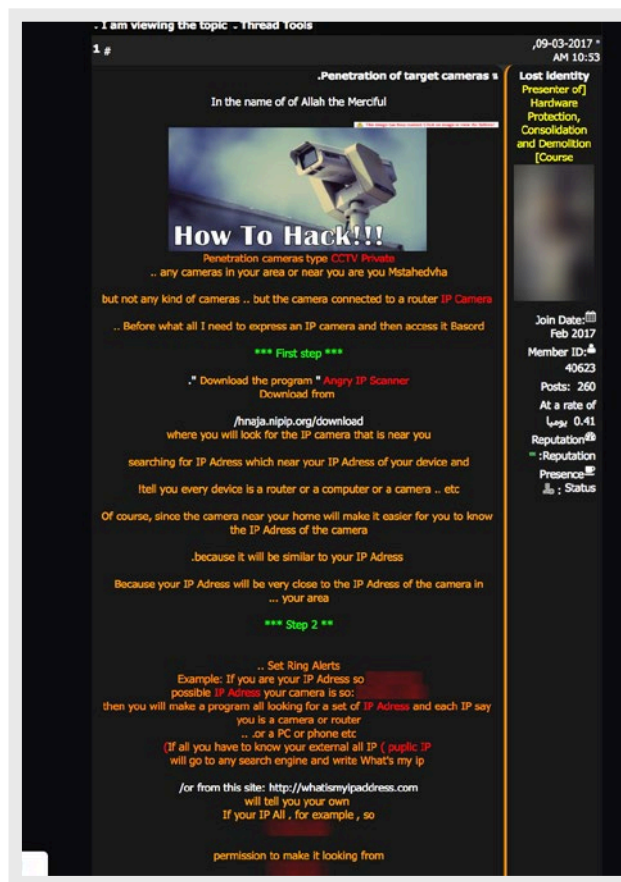 . I am viewing the topic - Thread Tools
1 #
,09-03-2017
AM 10:53
.Penetration of target cameras
In the name of of Allah the Merciful
How To Hack!!!
Penetration cameras type CCTV Private
.. any cameras in your area or near you are you Mstahedvha
but not any kind of cameras .. but the camera connected to a router IP Camera
.. Before what all I need to express an IP camera and then access it Basord
*** First step ***
." Download the program " Angry IP Scanner
Download from
/hnaja.nipip.org/download
where you will look for the IP camera that is near you
searching for IP Adress which near your IP Adress of your device and
!tell you every device is a router or a computer or a camera .. etc
Of course, since the camera near your home will make it easier for you to know
the IP Adress of the camera
.because it will be similar to your IP Adress
Because your IP Adress will be very close to the IP Adress of the camera in
... your area
*** Step 2 **
.. Set Ring Alerts
Example: If you are your IP Adress so
possible IP Adress your camera is so:
then you will make a program all looking for a set of IP Adress and each IP say
you is a camera or router
.. .or a PC or phone etc
(If all you have to know your external all IP ( puplic IP
will go to any search engine and write What's my ip
/or from this site: http://whatismyipaddress.com
will tell you your own
If your IP All , for example , so
permission to make it looking from
Lost Identity
Presenter of]
Hardware
Protection,
Consolidation
and Demolition
[Course
Join Date:
Feb 2017
Member ID:
40623
Posts: 260
At a rate of
0.41 يوميا
Reputation
:Reputation
Presence
: Status